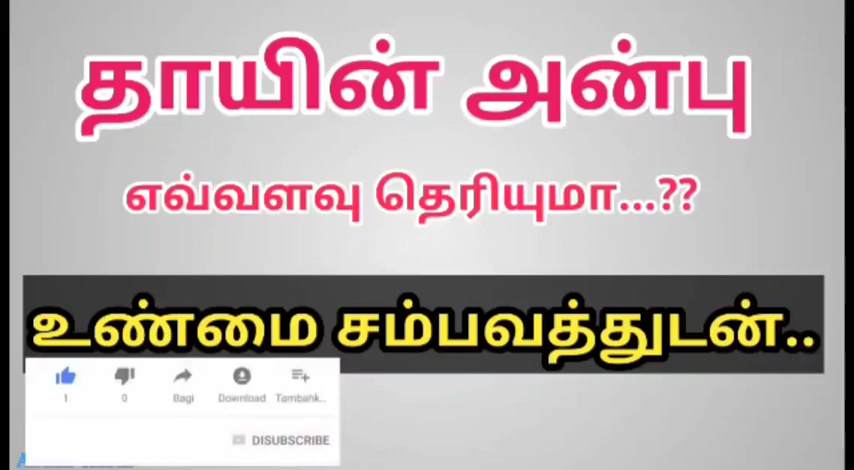 தாயின் அன்பு
எவ்வளவு தெரியுமா...??
உண்மை சம்பவத்துடன்..
1 0 Bagi Download Tambahk...
DISUBSCRIBE